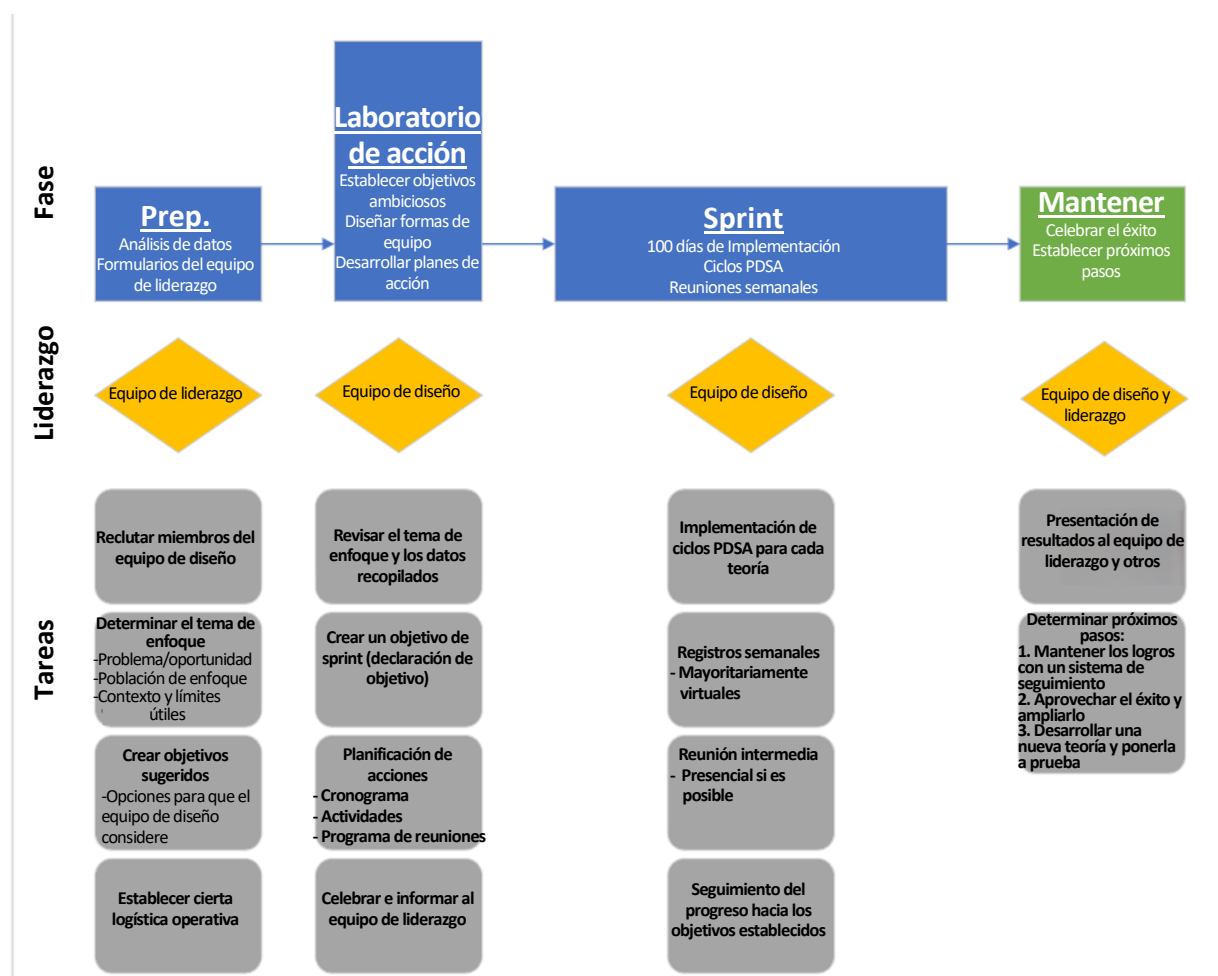 Fase
Prep.
Análisis de datos
Formularios del equipo
de liderazgo
Laboratorio
de acción
Establecer objetivos
ambiciosos
Diseñar formas de
equipo
Desarrollar planes de
acción
Sprint
100 días de Implementación
Ciclos PDSA
Reuniones semanales
Mantener
Celebrar el éxito
Establecer próximos
pasos
Liderazgo
Equipo de liderazgo
Equipo de diseño
Equipo de diseño
Equipo de diseño y
liderazgo
Tareas
Reclutar miembros del
equipo de diseño
Determinar el tema de
enfoque
-Problema/oportunidad
-Población de enfoque
-Contexto y límites
útiles
Crear objetivos
sugeridos
-Opciones para que el
equipo de diseño
considere
Establecer cierta
logística operativa
Revisar el tema de
enfoque y los datos
recopilados
Crear un objetivo de
sprint (declaración de
objetivo)
Planificación de
acciones
- Cronograma
- Actividades
- Programa de reuniones
Celebrar e informar al
equipo de liderazgo
Implementación de
ciclos PDSA para cada
teoría
Registros semanales
- Mayoritariamente
virtuales
Reunión intermedia
- Presencial si es
posible
Seguimiento del
progreso hacia los
objetivos establecidos
Presentación de
resultados al equipo de
liderazgo y otros
Determinar próximos
pasos:
1. Mantener los logros
con un sistema de
seguimiento
2. Aprovechar el éxito y
ampliarlo
3. Desarrollar una
nueva teoría y ponerla
a prueba